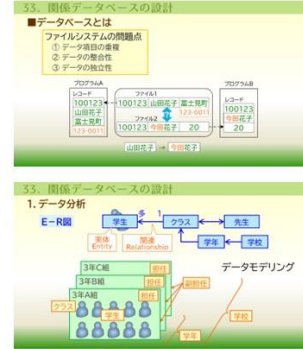 33. 関係データベースの設計
■データベースとは
ファイルシステムの問題点
① データ項目の重複
② データの整合性
③ データの独立性
プログラムA
プログラムB
レコード
ファイル1
レコード
100123
100123 山田花子 富士見町
100123
山田花子
123-0011
今田花子
富士見町
ファイル2
20
123-0011
100123 今田花子 20
山田花子 → 今田花子
33. 関係データベースの設計
1. データ分析
E－R図
多 1
学生
クラス
先生
実体
Entity
関連
Relationship
学年
学校
3年C組
担任
データモデリング
3年B組
担任
副担任
3年A組
担任
クラス
学生
学校
学年